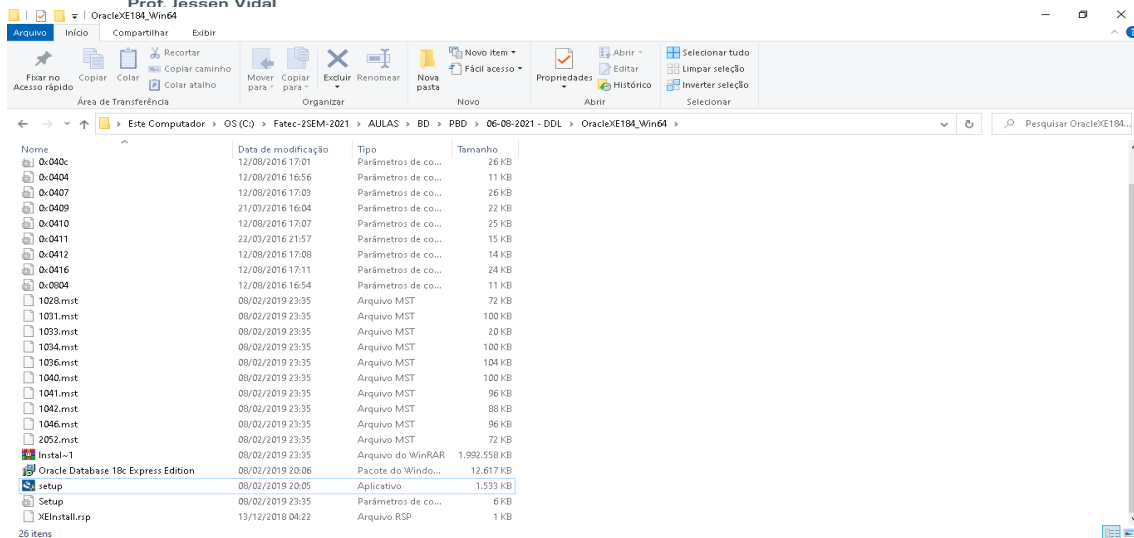 Prof. Jessen Vidal
OracleXE184_Win64
Arquivo Início Compartilhar Exibir
Fixar no Acesso rápido
Copiar
Colar
Recortar
Copiar caminho
Colar atalho
Área de Transferência
Mover para
Copiar para
Excluir
Renomear
Organizar
Nova pasta
Novo item
Fácil acesso
Novo
Propriedades
Abrir
Editar
Histórico
Abrir
Selecionar tudo
Limpar seleção
Inverter seleção
Selecionar
Este Computador > OS (C:) > Fatec-2SEM-2021 > AULAS > BD > PBD > 06-08-2021 - DDL > OracleXE184_Win64 >
Pesquisar OracleXE184...
Nome Data de modificação Tipo Tamanho
0x040c 12/08/2016 17:01 Parâmetros de co... 26 KB
0x0404 12/08/2016 16:56 Parâmetros de co... 11 KB
0x0407 12/08/2016 17:03 Parâmetros de co... 26 KB
0x0409 21/03/2016 16:04 Parâmetros de co... 22 KB
0x0410 12/08/2016 17:07 Parâmetros de co... 25 KB
0x0411 22/03/2016 21:57 Parâmetros de co... 15 KB
0x0412 12/08/2016 17:08 Parâmetros de co... 14 KB
0x0416 12/08/2016 17:11 Parâmetros de co... 24 KB
0x0804 12/08/2016 16:54 Parâmetros de co... 11 KB
1028.mst 08/02/2019 23:35 Arquivo MST 72 KB
1031.mst 08/02/2019 23:35 Arquivo MST 100 KB
1033.mst 08/02/2019 23:35 Arquivo MST 20 KB
1034.mst 08/02/2019 23:35 Arquivo MST 100 KB
1036.mst 08/02/2019 23:35 Arquivo MST 104 KB
1040.mst 08/02/2019 23:35 Arquivo MST 100 KB
1041.mst 08/02/2019 23:35 Arquivo MST 96 KB
1042.mst 08/02/2019 23:35 Arquivo MST 88 KB
1046.mst 08/02/2019 23:35 Arquivo MST 96 KB
2052.mst 08/02/2019 23:35 Arquivo MST 72 KB
Instal~1 08/02/2019 23:35 Arquivo do WinRAR 1.992.558 KB
Oracle Database 18c Express Edition 08/02/2019 20:06 Pacote do Windo... 12.617 KB
setup 08/02/2019 20:05 Aplicativo 1.533 KB
Setup 08/02/2019 23:35 Parâmetros de co... 6 KB
XEInstall.rsp 13/12/2018 04:22 Arquivo RSP 1 KB
26 itens